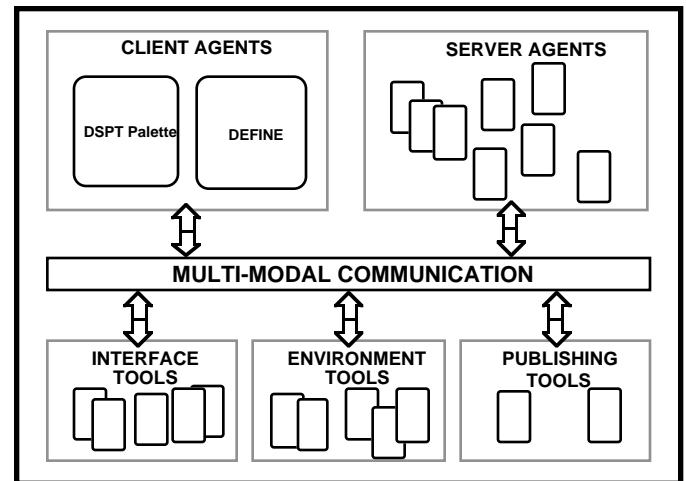 CLIENT AGENTS
SERVER AGENTS
DSPT Palette
DEFINE
MULTI-MODAL COMMUNICATION
INTERFACE
TOOLS
ENVIRONMENT
TOOLS
PUBLISHING
TOOLS